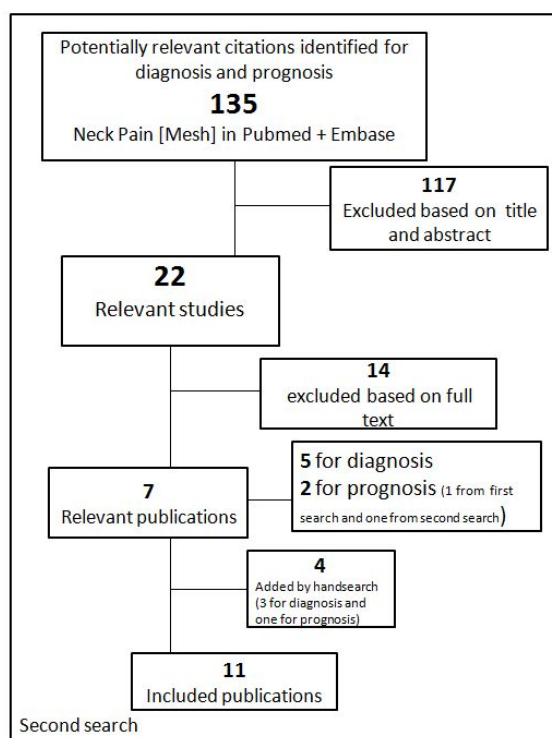 Potentially relevant citations identified for
diagnosis and prognosis
135
Neck Pain [Mesh] in Pubmed + Embase
117
Excluded based on title
and abstract
22
Relevant studies
14
excluded based on full
text
5 for diagnosis
2 for prognosis (1 from first
search and one from second search)
7
Relevant publications
4
Added by handsearch
(3 for diagnosis and
one for prognosis)
11
Included publications
Second search